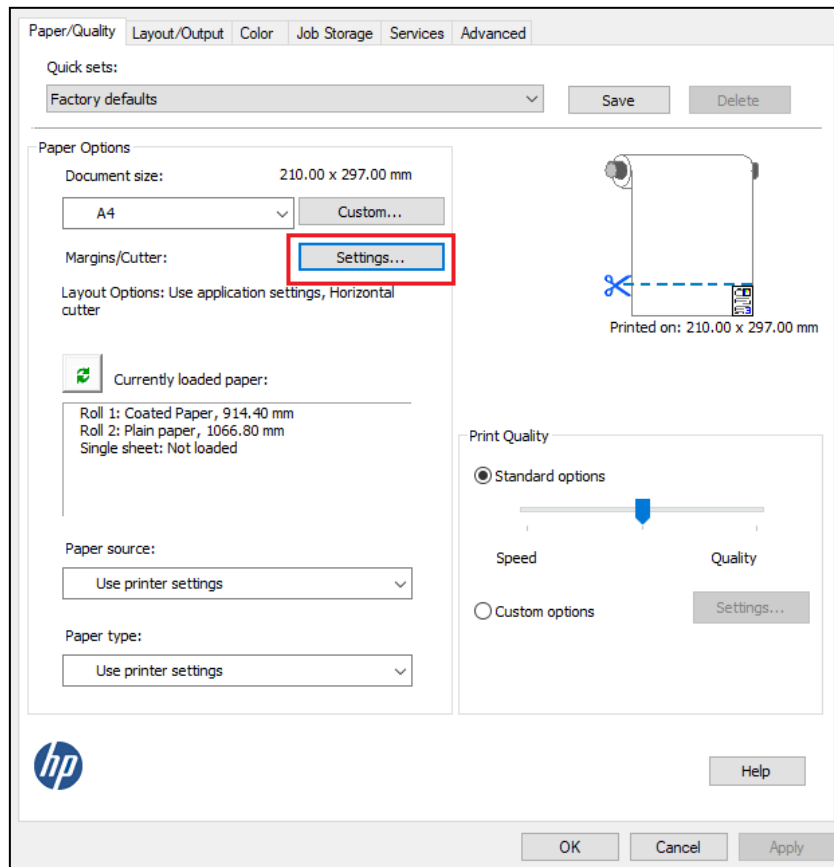 Paper/Quality Layout/Output Color Job Storage Services Advanced
Quick sets:
Factory defaults Save Delete
Paper Options
Document size: 210.00 x 297.00 mm
A4 Custom...
Margins/Cutter: Settings...
Layout Options: Use application settings, Horizontal
cutter
Printed on: 210.00 x 297.00 mm
Currently loaded paper:
Roll 1: Coated Paper, 914.40 mm
Roll 2: Plain paper, 1066.80 mm
Single sheet: Not loaded
Print Quality
Standard options
Speed Quality
Custom options Settings...
Paper source:
Use printer settings
Paper type:
Use printer settings
hp
Help
OK Cancel Apply